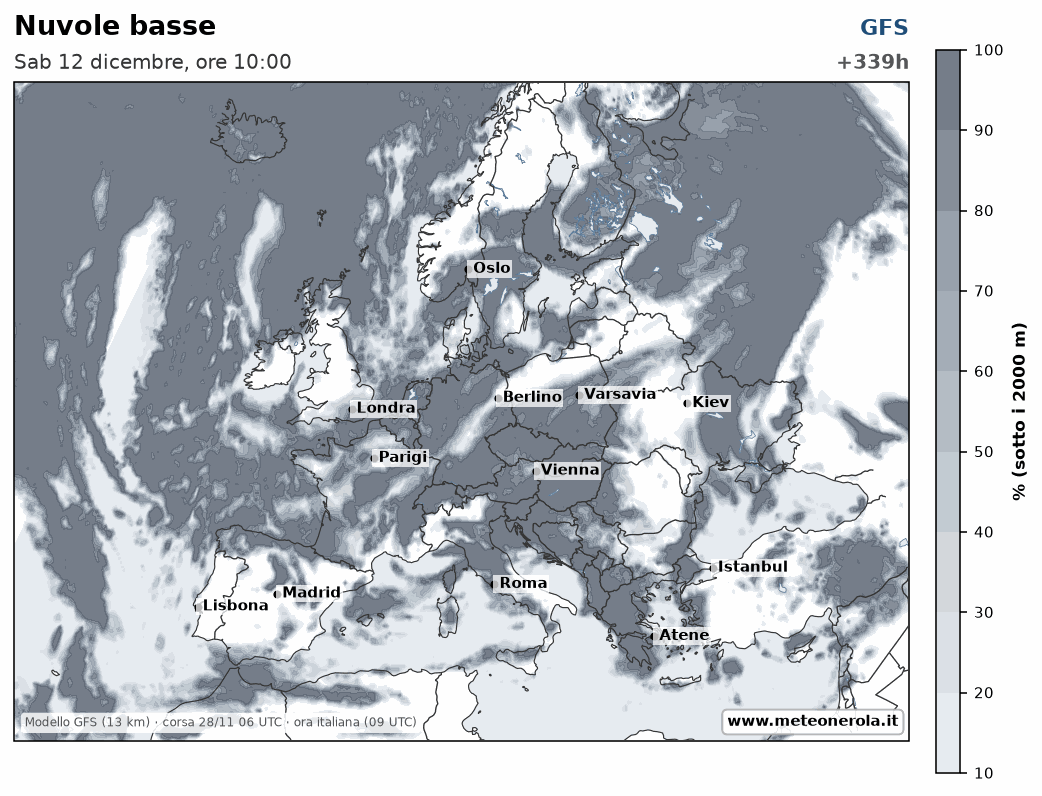 Nuvole basse
GFS
Sab 12 dicembre, ore 10:00
+339h
100
90
80
70
60
50
40
30
20
10
% (sotto i 2000 m)
Oslo
Londra
Berlino
Varsavia
Kiev
Parigi
Vienna
Istanbul
Roma
Madrid
Lisbona
Atene
Modello GFS (13 km) · corsa 28/11 06 UTC · ora italiana (09 UTC)
www.meteonerola.it